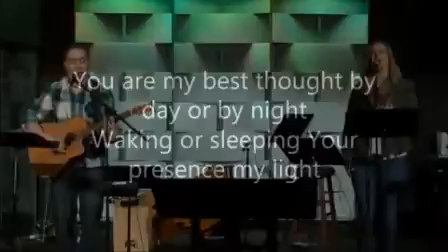 You are my best thought by
day or by night
Waking or sleeping Your
presence my light